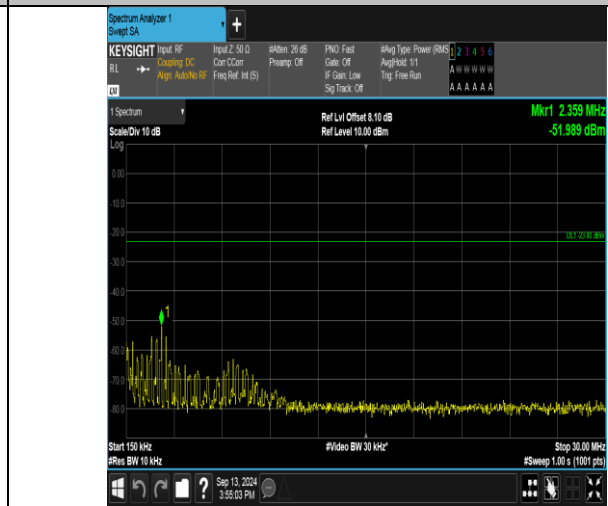 Spectrum Analyzer 1
Swept SA
+
KEYSIGHT
RL
Input: RF
Coupling: DC
Align: Auto/No RF
Input Z: 50 Ω
Corr CCorr
Freq Ref: Int (S)
#Atten: 26 dB
Preamp: Off
PNO: Fast
Gate: Off
IF Gain: Low
Sig Track: Off
#Avg Type: Power (RMS
Avg|Hold: 1/1
Trig: Free Run
1 2 3 4 5 6
A W W W W W
A A A A A A
1 Spectrum
Scale/Div 10 dB
Ref Lvl Offset 8.10 dB
Ref Level 10.00 dBm
Mkr1 2.359 MHz
-51.989 dBm
Log
0.00
-10.0
-20.0
DL1 -23.00 dBm
-30.0
-40.0
1
-50.0
-60.0
-70.0
-80.0
Start 150 kHz
#Res BW 10 kHz
#Video BW 30 kHz*
Stop 30.00 MHz
#Sweep 1.00 s (1001 pts)
?
Sep 13, 2024
3:55:03 PM